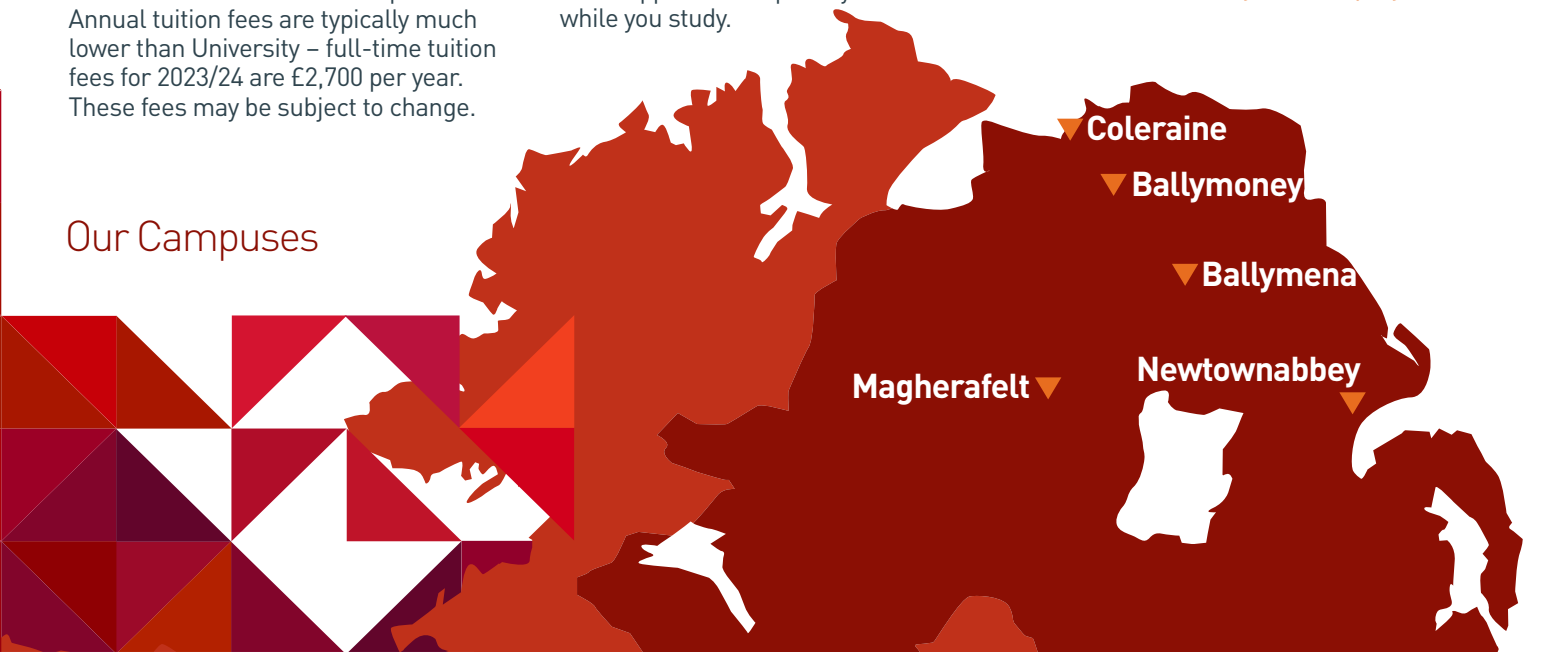 Annual tuition fees are typically much
lower than University – full-time tuition
fees for 2023/24 are £2,700 per year.
These fees may be subject to change.
while you study.
Our Campuses
Coleraine
Ballymoney
Ballymena
Newtownabbey
Magherafelt